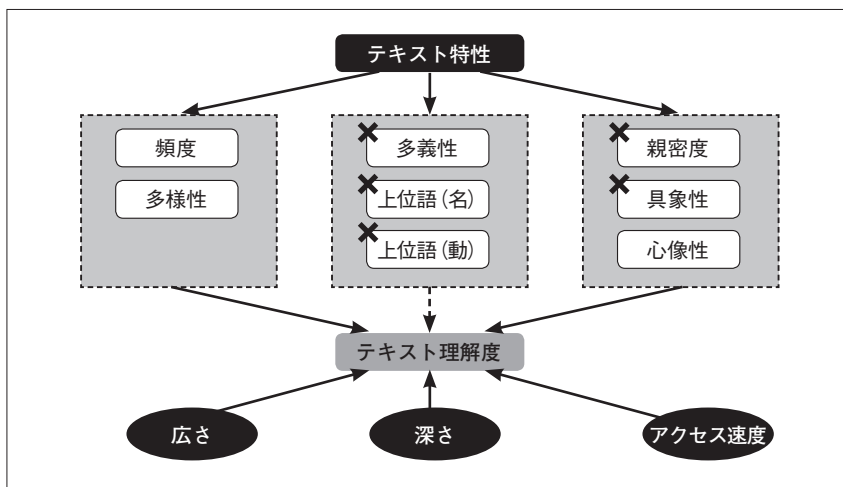 テキスト特性
頻度
多様性
多義性
上位語(名)
上位語(動)
親密度
具象性
心像性
テキスト理解度
広さ
深さ
アクセス速度